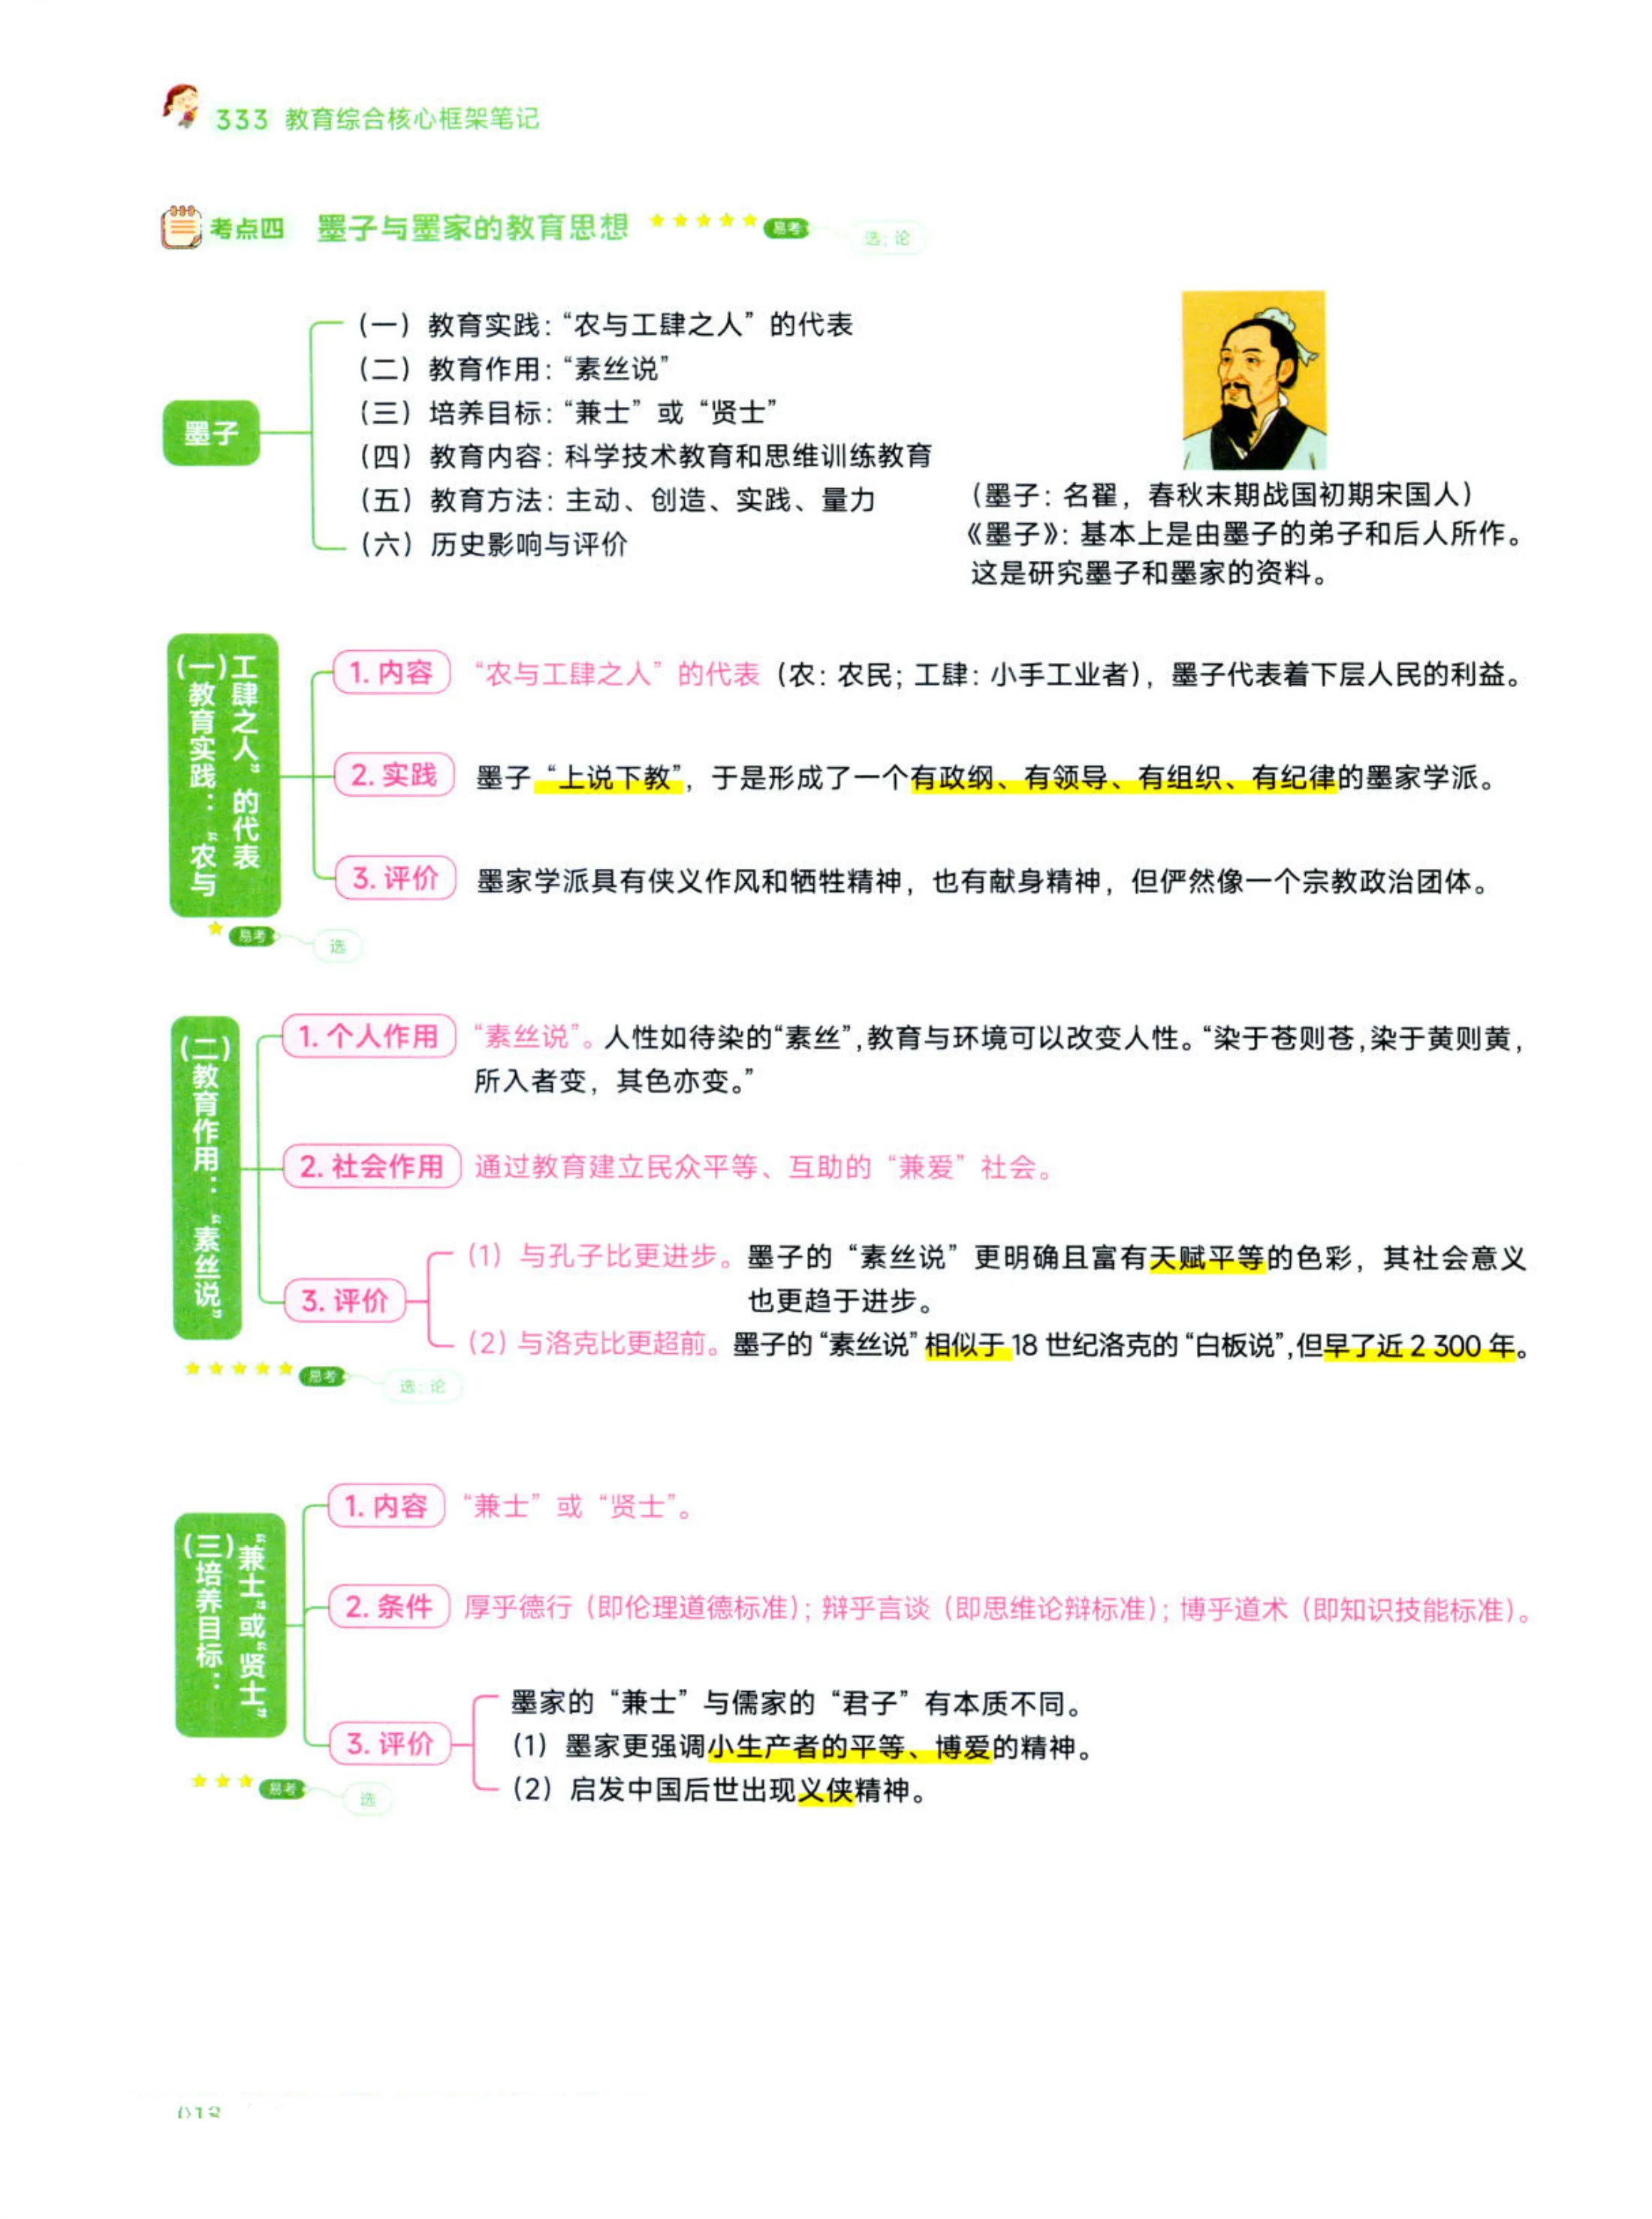 333 教育综合核心框架笔记
考点四 墨子与墨家的教育思想 易考 选；论
墨子
（一）教育实践：“农与工肆之人”的代表
（二）教育作用：“素丝说”
（三）培养目标：“兼士”或“贤士”
（四）教育内容：科学技术教育和思维训练教育
（五）教育方法：主动、创造、实践、量力
（六）历史影响与评价
（墨子：名翟，春秋末期战国初期宋国人）
《墨子》：基本上是由墨子的弟子和后人所作。
这是研究墨子和墨家的资料。
（一）教育实践：“农与
工肆之人”的代表
1. 内容 “农与工肆之人”的代表（农：农民；工肆：小手工业者），墨子代表着下层人民的利益。
2. 实践 墨子“上说下教”，于是形成了一个有政纲、有领导、有组织、有纪律的墨家学派。
3. 评价 墨家学派具有侠义作风和牺牲精神，也有献身精神，但俨然像一个宗教政治团体。
易考 选
（二）教育作用：“素丝说”
1. 个人作用 “素丝说”。人性如待染的“素丝”，教育与环境可以改变人性。“染于苍则苍，染于黄则黄，
所入者变，其色亦变。”
2. 社会作用 通过教育建立民众平等、互助的“兼爱”社会。
3. 评价
（1）与孔子比更进步。墨子的“素丝说”更明确且富有天赋平等的色彩，其社会意义
也更趋于进步。
（2）与洛克比更超前。墨子的“素丝说”相似于 18 世纪洛克的“白板说”，但早了近 2 300 年。
易考 选；论
（三）培养目标：
“兼士”或“贤士”
1. 内容 “兼士”或“贤士”。
2. 条件 厚乎德行（即伦理道德标准）；辩乎言谈（即思维论辩标准）；博乎道术（即知识技能标准）。
3. 评价
墨家的“兼士”与儒家的“君子”有本质不同。
（1）墨家更强调小生产者的平等、博爱的精神。
（2）启发中国后世出现义侠精神。
易考 选